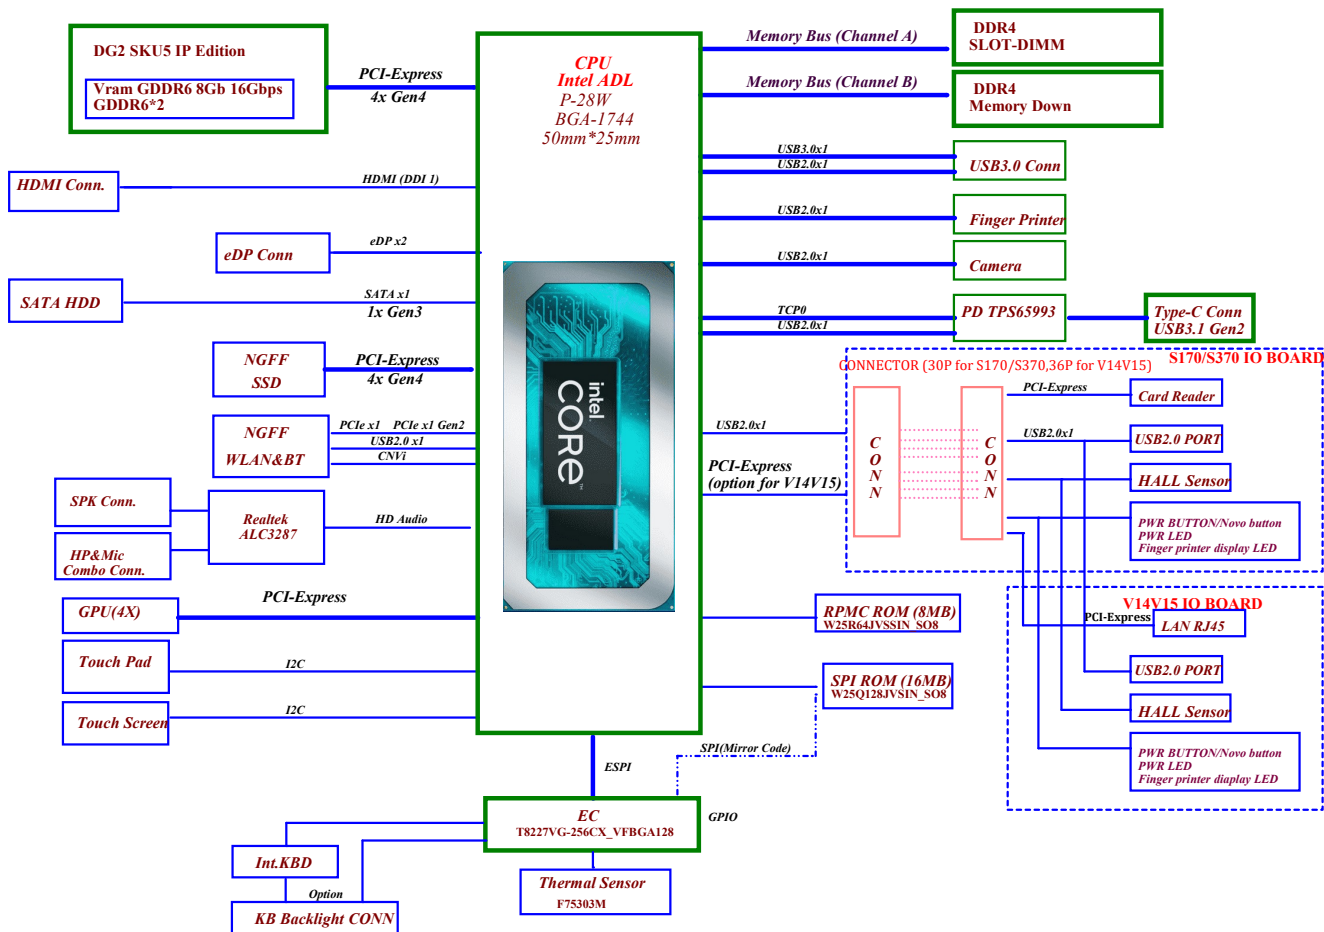 DG2 SKU5 IP Edition
Vram GDDR6 8Gb 16Gbps
GDDR6*2
PCI-Express
4x Gen4
HDMI Conn.
HDMI (DDI 1)
eDP Conn
eDP x2
SATA HDD
SATA x1
1x Gen3
NGFF
SSD
PCI-Express
4x Gen4
NGFF
WLAN&BT
PCIe x1 PCIe x1 Gen2
USB2.0 x1
CNVi
SPK Conn.
HP&Mic
Combo Conn.
Realtek
ALC3287
HD Audio
GPU(4X)
PCI-Express
Touch Pad
I2C
Touch Screen
I2C
CPU
Intel ADL
P-28W
BGA-1744
50mm*25mm
intel.
CORE™
Memory Bus (Channel A)
DDR4
SLOT-DIMM
Memory Bus (Channel B)
DDR4
Memory Down
USB3.0x1
USB2.0x1
USB3.0 Conn
USB2.0x1
Finger Printer
USB2.0x1
Camera
TCP0
USB2.0x1
PD TPS65993
Type-C Conn
USB3.1 Gen2
S170/S370 IO BOARD
CONNECTOR (30P for S170/S370,36P for V14V15)
USB2.0x1
PCI-Express
(option for V14V15)
C
O
N
N
C
O
N
N
PCI-Express
Card Reader
USB2.0x1
USB2.0 PORT
HALL Sensor
PWR BUTTON/Novo button
PWR LED
Finger printer display LED
V14V15 IO BOARD
PCI-Express
LAN RJ45
USB2.0 PORT
HALL Sensor
PWR BUTTON/Novo button
PWR LED
Finger printer diaplay LED
RPMC ROM (8MB)
W25R64JVSSIN_SO8
SPI ROM (16MB)
W25Q128JVSIN_SO8
SPI(Mirror Code)
ESPI
EC
T8227VG-256CX_VFBGA128
GPIO
Int.KBD
Option
KB Backlight CONN
Thermal Sensor
F75303M